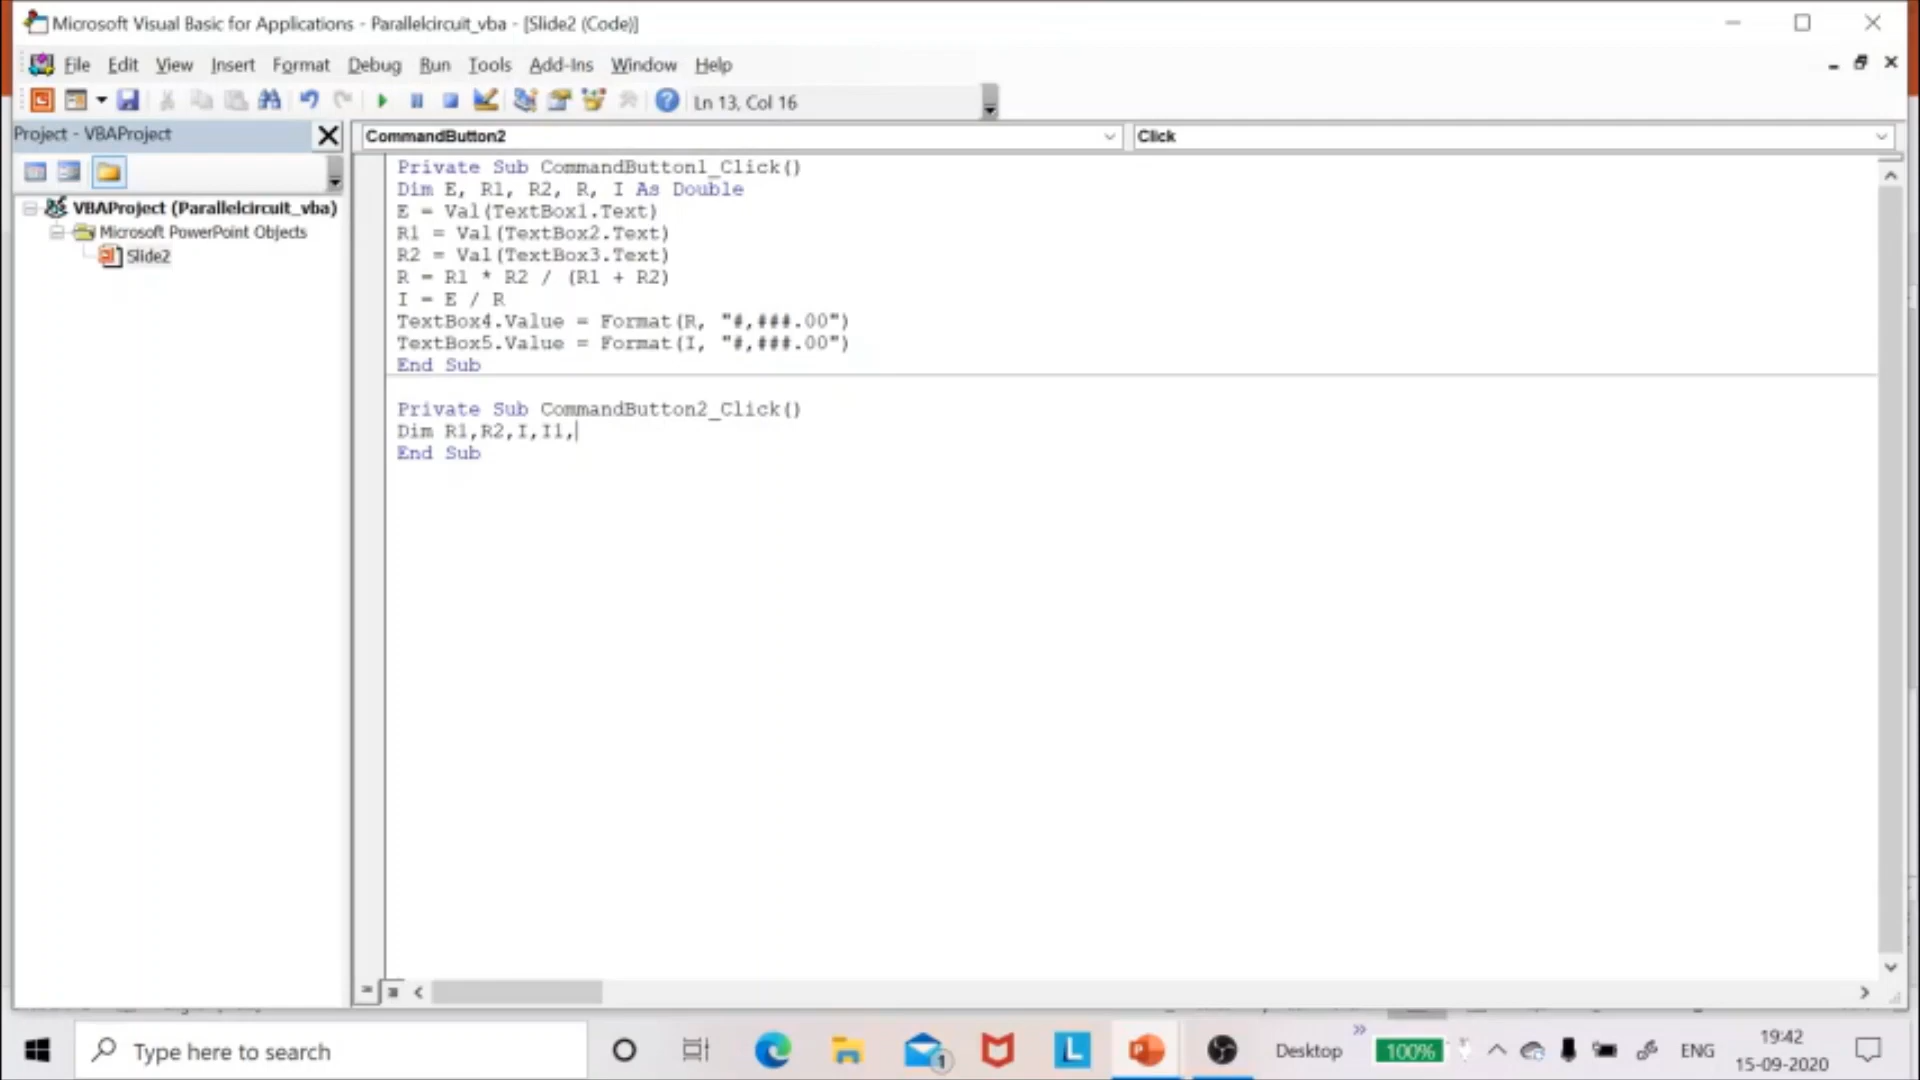 Microsoft Visual Basic for Applications - Parallelcircuit_vba - [Slide2 (Code)]
File Edit View Insert Format Debug Run Tools Add-Ins Window Help
Ln 13, Col 16
Project - VBAProject
CommandButton2
Click
VBAProject (Parallelcircuit_vba)
Microsoft PowerPoint Objects
Slide2
Private Sub CommandButton1_Click()
Dim E, R1, R2, R, I As Double
E = Val(TextBox1.Text)
R1 = Val(TextBox2.Text)
R2 = Val(TextBox3.Text)
R = R1 * R2 / (R1 + R2)
I = E / R
TextBox4.Value = Format(R, "#,###.00")
TextBox5.Value = Format(I, "#,###.00")
End Sub
Private Sub CommandButton2_Click()
Dim R1,R2,I,I1,
End Sub
Type here to search
1
L
P
Desktop
100%
ENG
19:42
15-09-2020